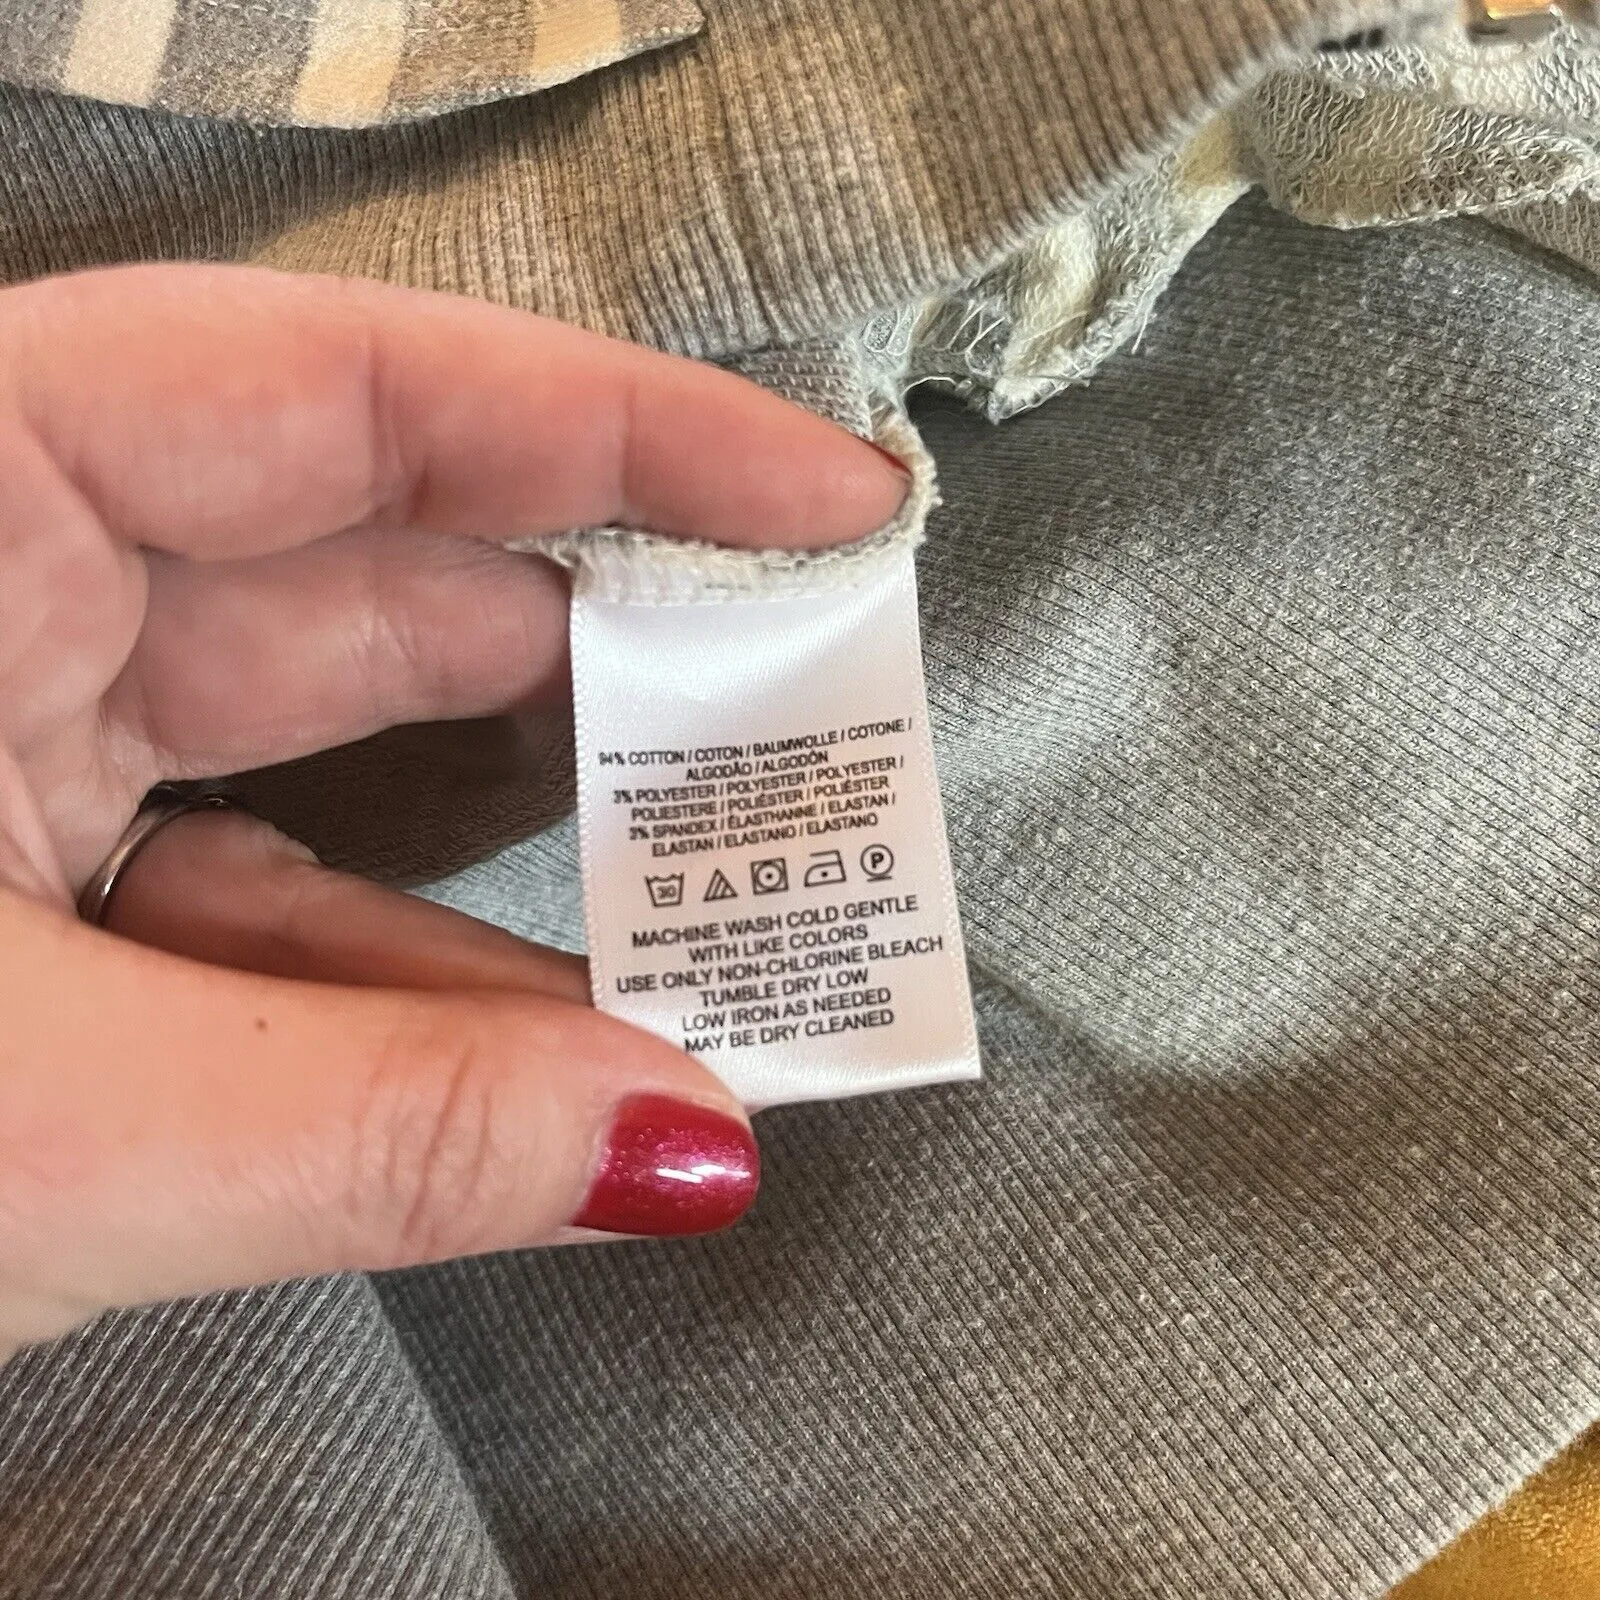 94% COTTON / COTON / BAUMWOLLE / COTONE /
ALGODÃO / ALGODÓN
3% POLYESTER / POLYESTER / POLYESTER /
POLIESTERE / POLIÉSTER / POLIÉSTER
3% SPANDEX / ÉLASTHANNE / ELASTAN /
ELASTAN / ELASTANO / ELASTANO
30 P
MACHINE WASH COLD GENTLE
WITH LIKE COLORS
USE ONLY NON-CHLORINE BLEACH
TUMBLE DRY LOW
LOW IRON AS NEEDED
MAY BE DRY CLEANED